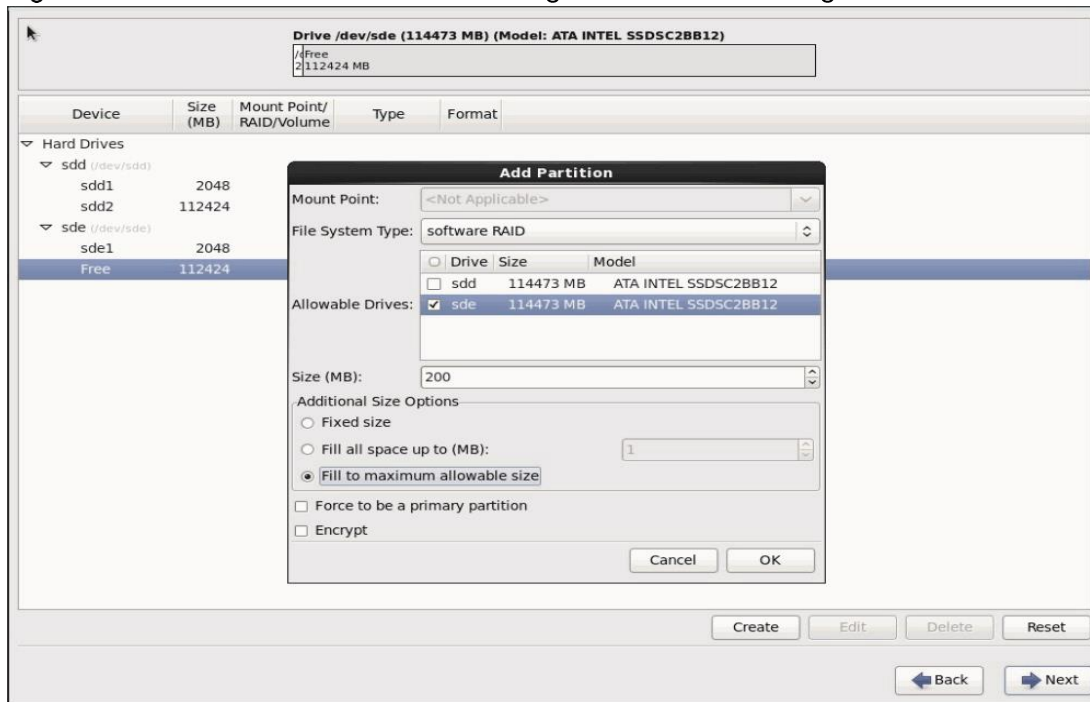 Drive /dev/sde (114473 MB) (Model: ATA INTEL SSDSC2BB12)
Free
2 112424 MB
Device Size (MB) Mount Point/ RAID/Volume Type Format
Hard Drives
sdd (/dev/sdd)
sdd1 2048
sdd2 112424
sde (/dev/sde)
sde1 2048
Free 112424
Add Partition
Mount Point: <Not Applicable>
File System Type: software RAID
Drive Size Model
sdd 114473 MB ATA INTEL SSDSC2BB12
Allowable Drives: sde 114473 MB ATA INTEL SSDSC2BB12
Size (MB): 200
Additional Size Options
Fixed size
Fill all space up to (MB): 1
Fill to maximum allowable size
Force to be a primary partition
Encrypt
Cancel OK
Create Edit Delete Reset
Back Next